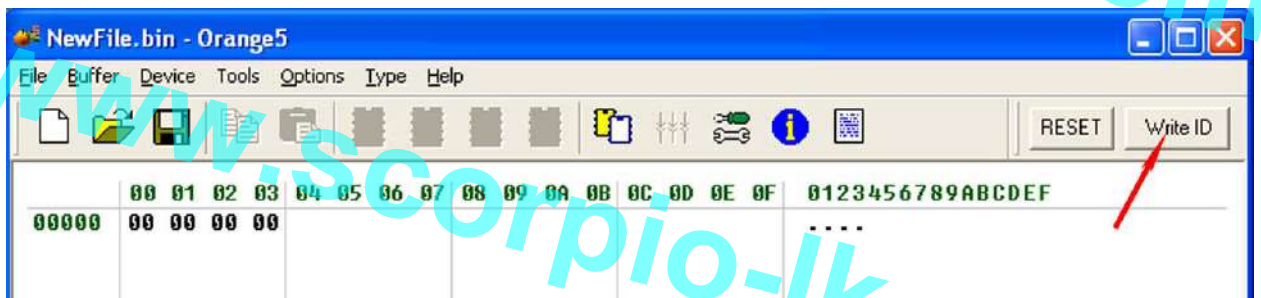 NewFile.bin - Orange5
File Buffer Device Tools Options Type Help
RESET Write ID
00 01 02 03 04 05 06 07 08 09 0A 0B 0C 0D 0E 0F 0123456789ABCDEF
00000 00 00 00 00 ....
www.scorpio-lk